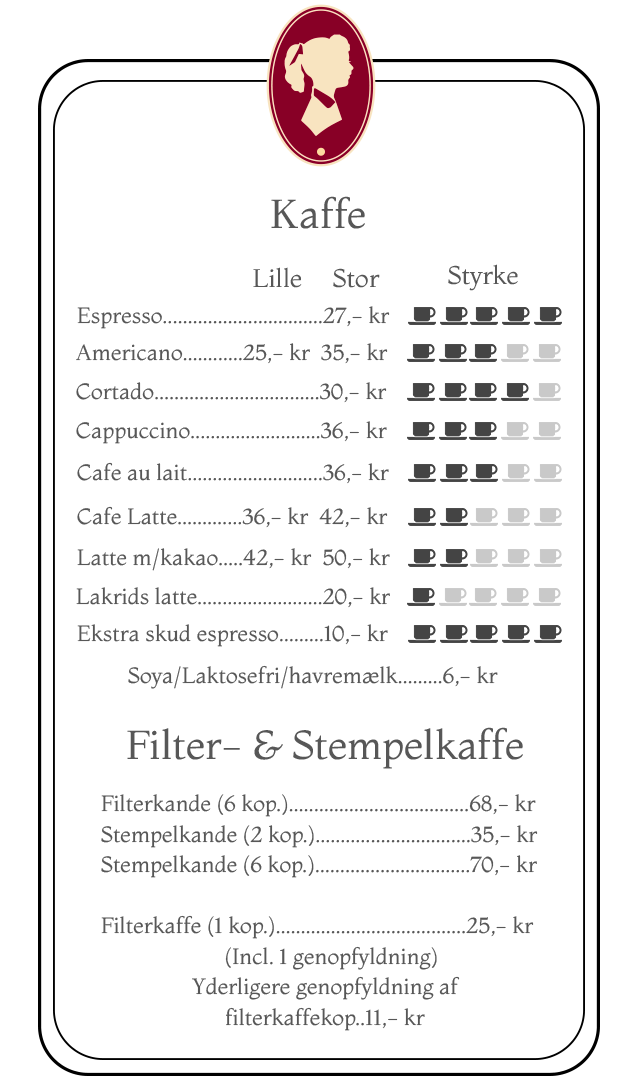 Kaffe
Lille Stor Styrke
Espresso................................27,– kr
Americano............25,– kr 35,– kr
Cortado.................................30,– kr
Cappuccino..........................36,– kr
Cafe au lait...........................36,– kr
Cafe Latte.............36,– kr 42,– kr
Latte m/kakao.....42,– kr 50,– kr
Lakrids latte.........................20,– kr
Ekstra skud espresso.........10,– kr
Soya/Laktosefri/havremælk.........6,– kr
Filter– & Stempelkaffe
Filterkande (6 kop.)....................................68,– kr
Stempelkande (2 kop.)...............................35,– kr
Stempelkande (6 kop.)...............................70,– kr
Filterkaffe (1 kop.)......................................25,– kr
(Incl. 1 genopfyldning)
Yderligere genopfyldning af
filterkaffekop..11,– kr